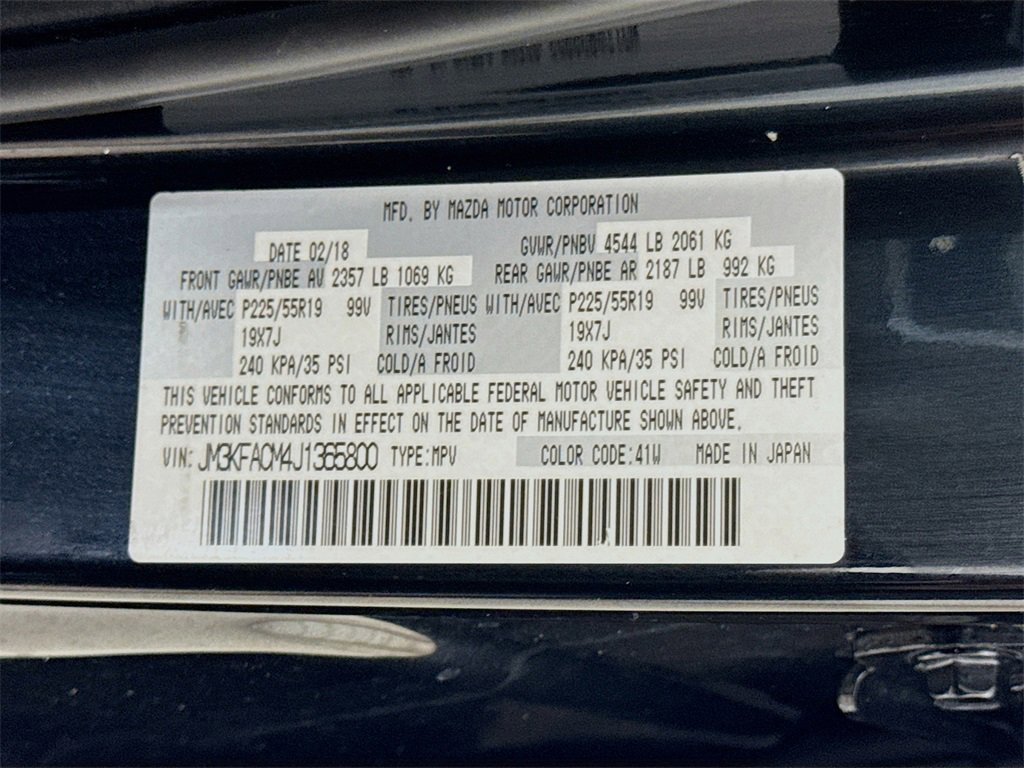 MFD. BY MAZDA MOTOR CORPORATION
DATE 02/18 GVWR/PNBV 4544 LB 2061 KG
FRONT GAWR/PNBE AV 2357 LB 1069 KG REAR GAWR/PNBE AR 2187 LB 992 KG
WITH/AVEC P225/55R19 99V TIRES/PNEUS WITH/AVEC P225/55R19 99V TIRES/PNEUS
19X7J RIMS/JANTES 19X7J RIMS/JANTES
240 KPA/35 PSI COLD/A FROID 240 KPA/35 PSI COLD/A FROID
THIS VEHICLE CONFORMS TO ALL APPLICABLE FEDERAL MOTOR VEHICLE SAFETY AND THEFT
PREVENTION STANDARDS IN EFFECT ON THE DATE OF MANUFACTURE SHOWN ABOVE.
VIN: JM3KFACM4J1365800 TYPE:MPV COLOR CODE:41W MADE IN JAPAN